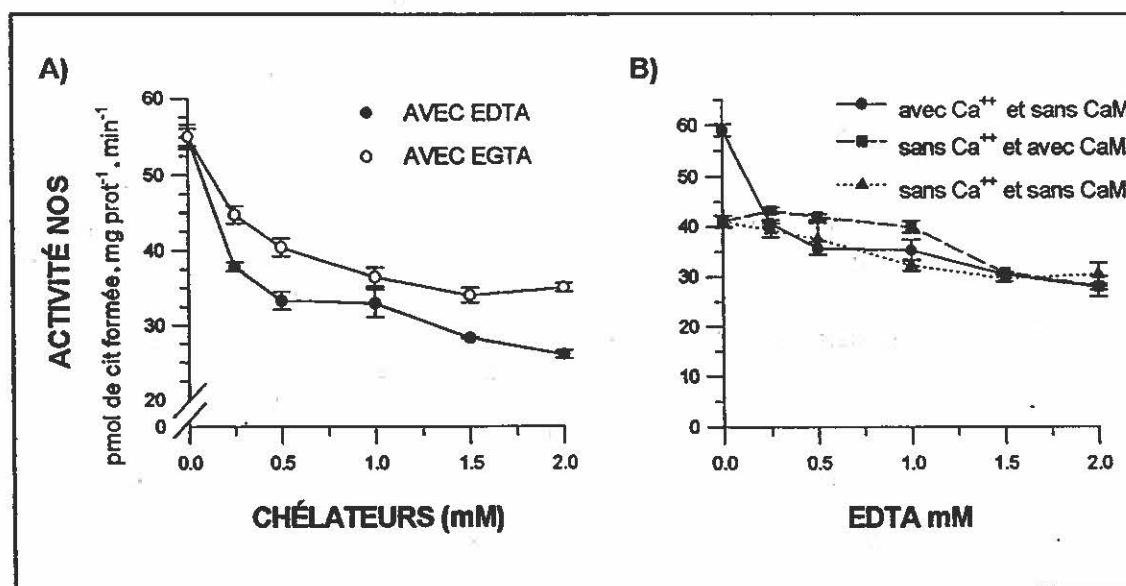 A)
60
50
40
30
20
0
0.0 0.5 1.0 1.5 2.0
AVEC EDTA
AVEC EGTA
ACTIVITÉ NOS
pmol de cit formée. mg prot⁻¹. min⁻¹
CHÉLATEURS (mM)
B)
60
50
40
30
20
10
0
0.0 0.5 1.0 1.5 2.0
avec Ca⁺⁺ et sans CaM
sans Ca⁺⁺ et avec CaM
sans Ca⁺⁺ et sans CaM
EDTA mM